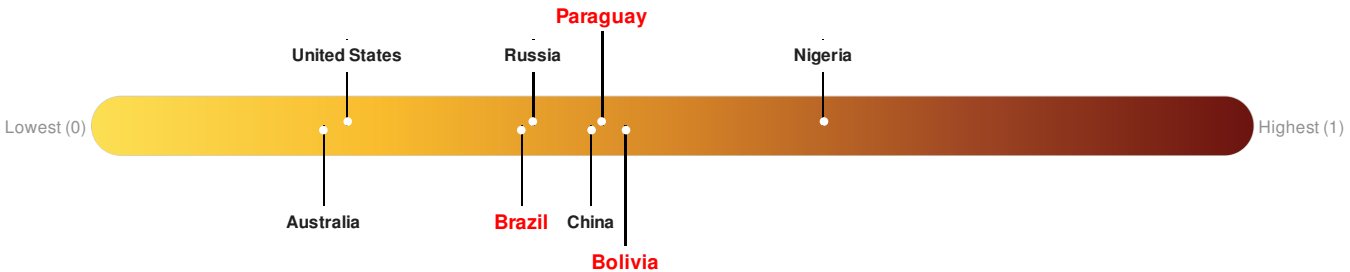 Paraguay
United States
Russia
Nigeria
Lowest (0)
Highest (1)
Australia
Brazil
China
Bolivia